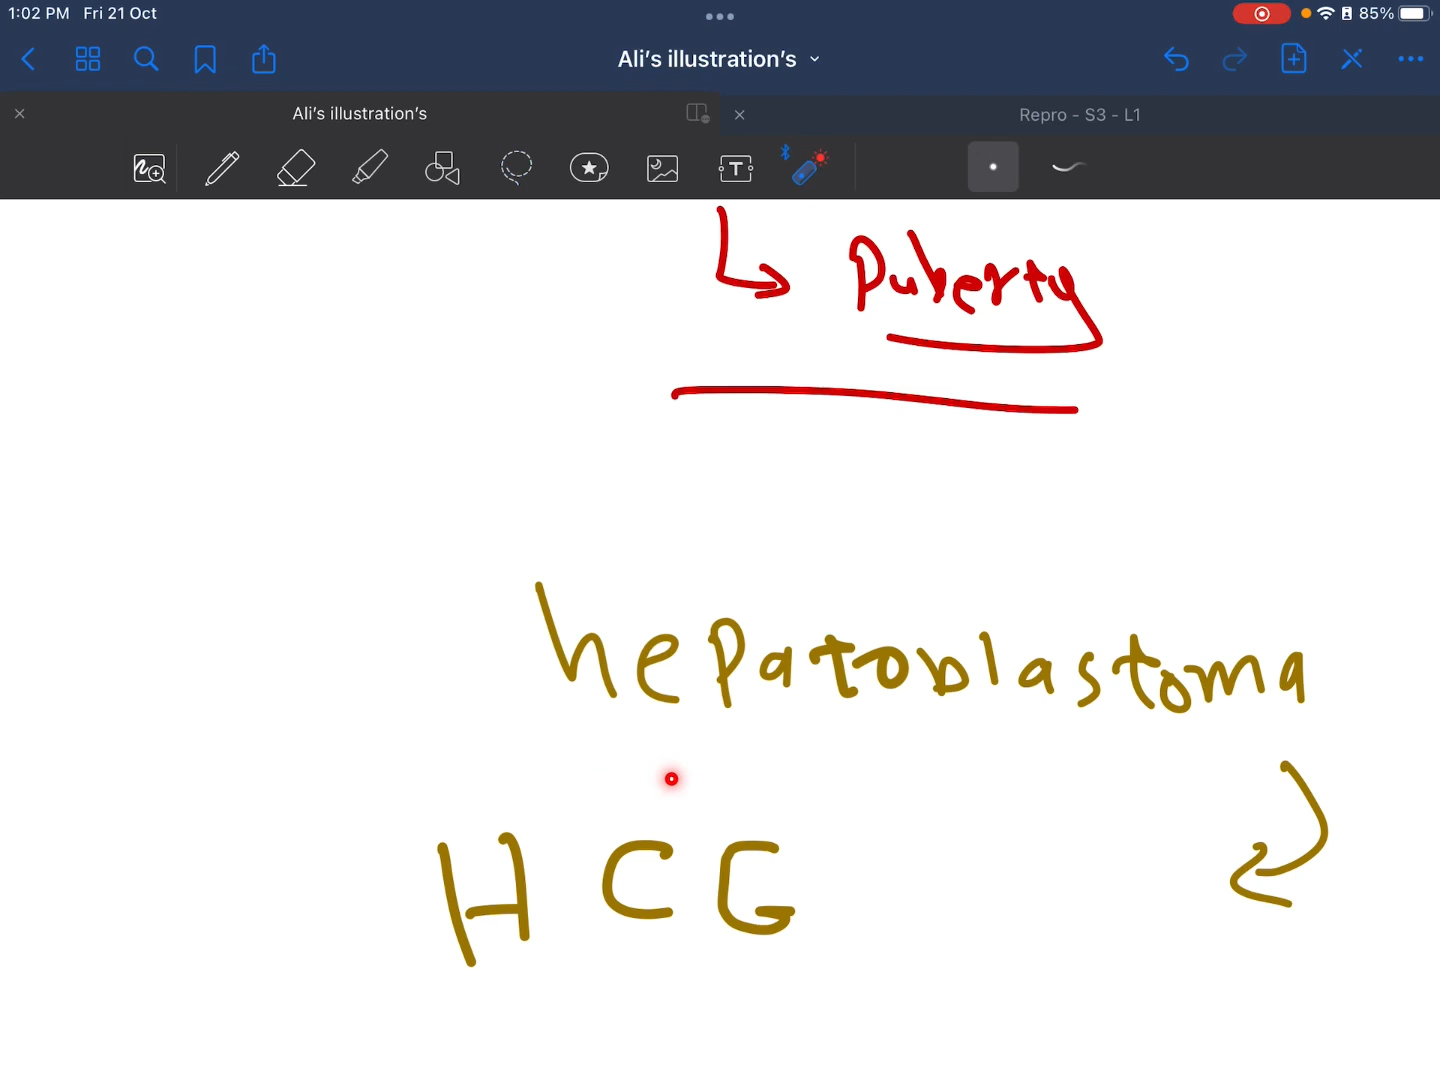 1:02 PM Fri 21 Oct
85%
Ali's illustration's
Ali's illustration's
Repro - S3 - L1
T
Puberty
hepatoblastoma
HCG